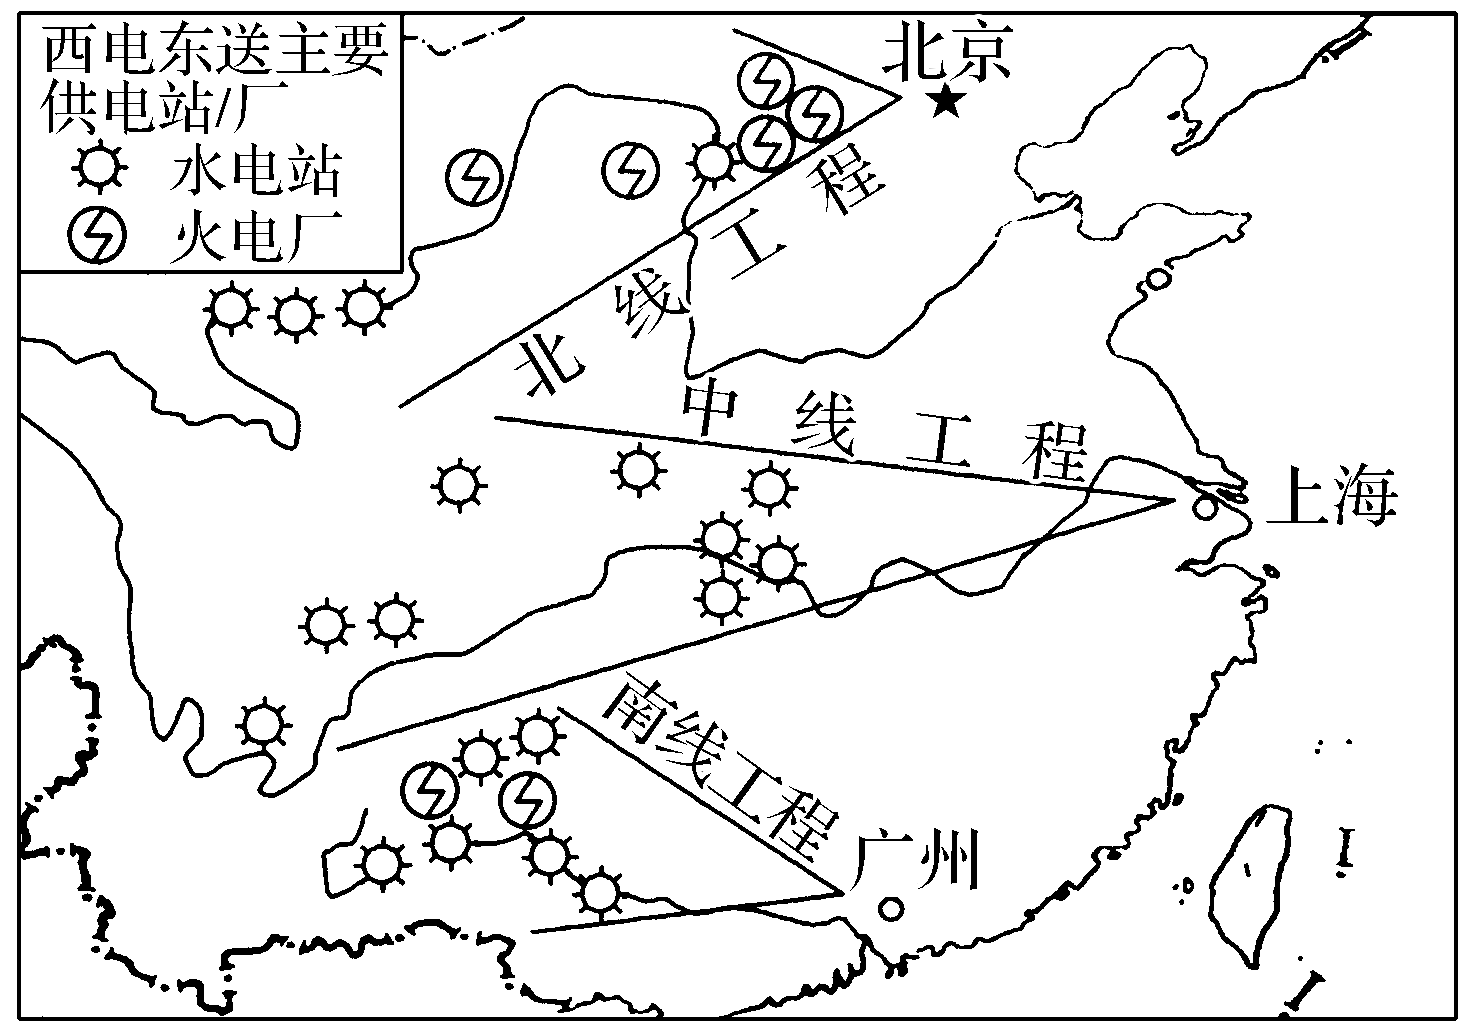 西电东送主要
供电站/厂
水电站
火电厂
北京
北线工程
中线工程
上海
南线工程
广州